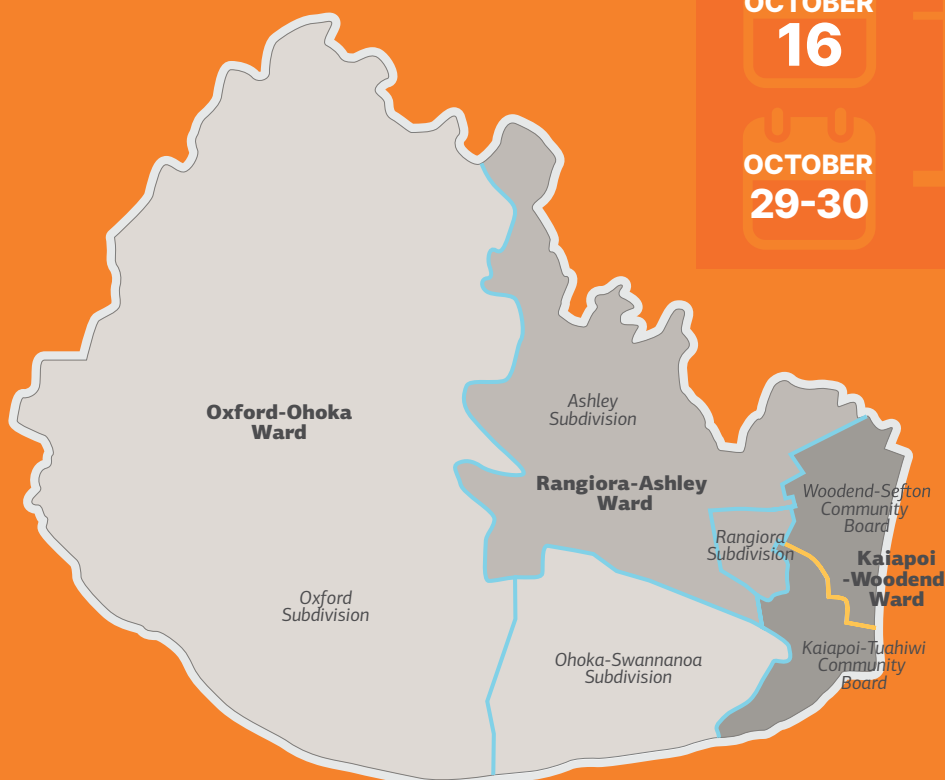 OCTOBER
16
OCTOBER
29-30
Oxford-Ohoka
Ward
Ashley
Subdivision
Rangiora-Ashley
Ward
Woodend-Sefton
Community
Board
Rangiora
Subdivision
Kaiapoi
-Woodend
Ward
Oxford
Subdivision
Ohoka-Swannanoa
Subdivision
Kaiapoi-Tuahiwi
Community
Board